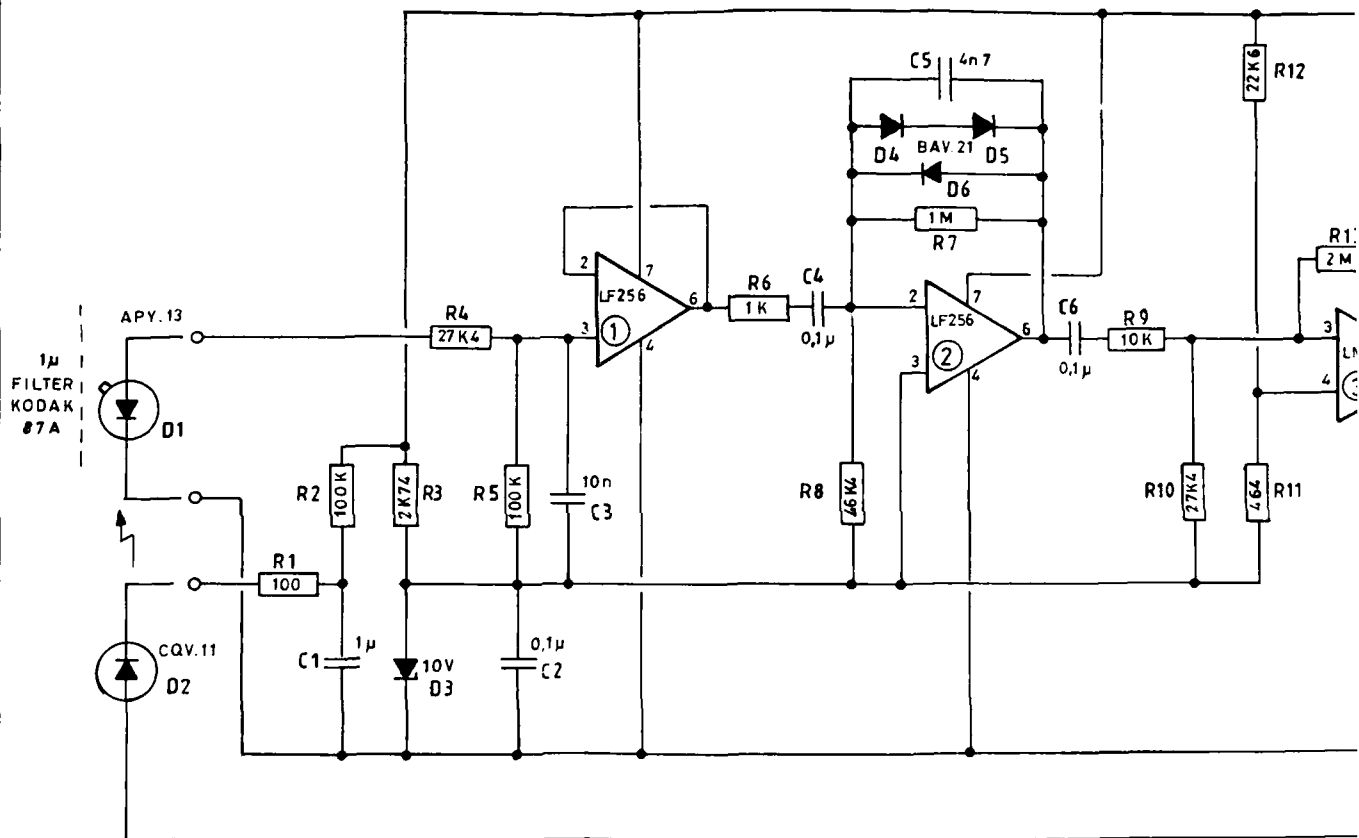 C5
4n7
22K6
R12
D4
BAV.21
D5
D6
1M
R7
R13
2M
2
7
LF256
6
3
1
4
R6
1K
C4
0,1µ
2
7
LF256
6
3
2
4
C6
0,1µ
R9
10K
3
LM
4
3
APY.13
R4
27K4
1µ
FILTER
KODAK
87A
D1
R2
100K
2K74
R3
R5
100K
10n
C3
R8
46K4
R10
27K4
464
R11
R1
100
CQV.11
D2
C1
1µ
10V
D3
0,1µ
C2